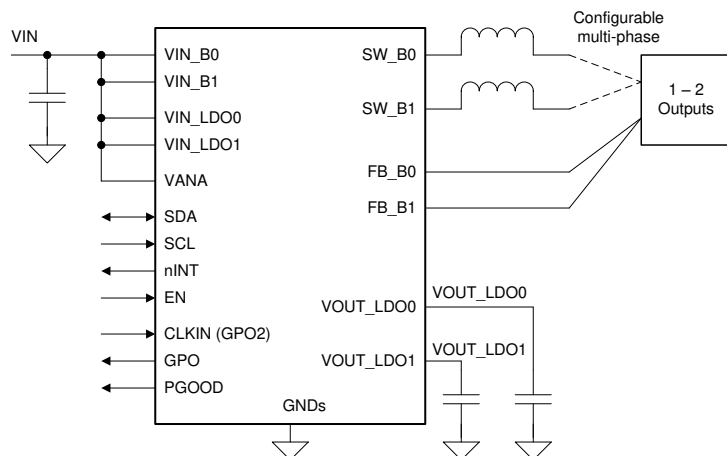 VIN
VIN_B0
VIN_B1
VIN_LDO0
VIN_LDO1
VANA
SDA
SCL
nINT
EN
CLKIN (GPO2)
GPO
PGOOD
GNDs
SW_B0
SW_B1
FB_B0
FB_B1
VOUT_LDO0
VOUT_LDO1
VOUT_LDO0
VOUT_LDO1
Configurable
multi-phase
1 – 2
Outputs